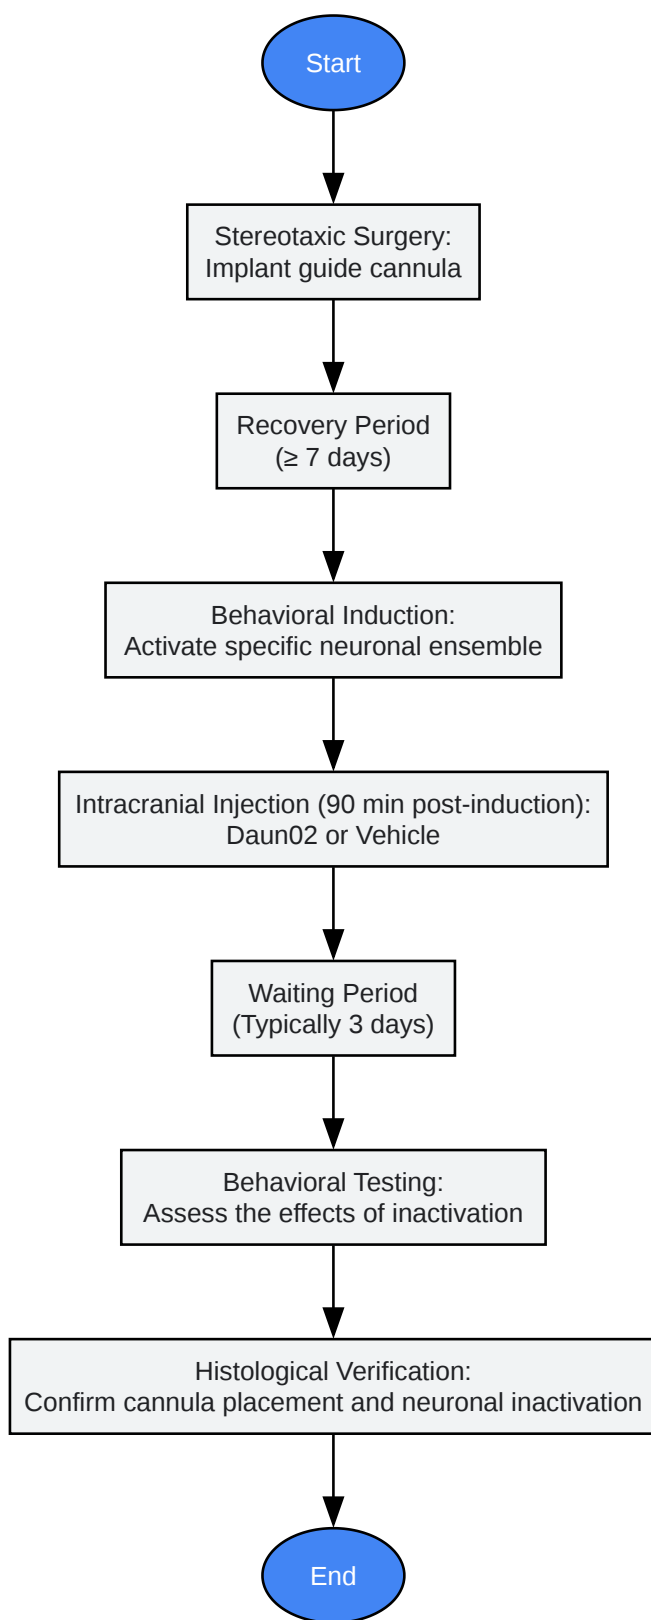 Start
Stereotaxic Surgery:
Implant guide cannula
Recovery Period
(≥ 7 days)
Behavioral Induction:
Activate specific neuronal ensemble
Intracranial Injection (90 min post-induction):
Daun02 or Vehicle
Waiting Period
(Typically 3 days)
Behavioral Testing:
Assess the effects of inactivation
Histological Verification:
Confirm cannula placement and neuronal inactivation
End